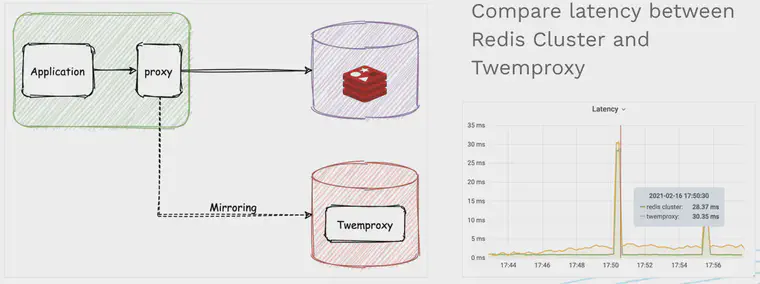 Application
proxy
Mirroring
Twemproxy
Compare latency between
Redis Cluster and
Twemproxy
Latency
35 ms
30 ms
25 ms
20 ms
15 ms
10 ms
5 ms
0 ms
2021-02-16 17:50:30
redis cluster: 28.37 ms
twemproxy: 30.35 ms
17:44 17:46 17:48 17:50 17:52 17:54 17:56